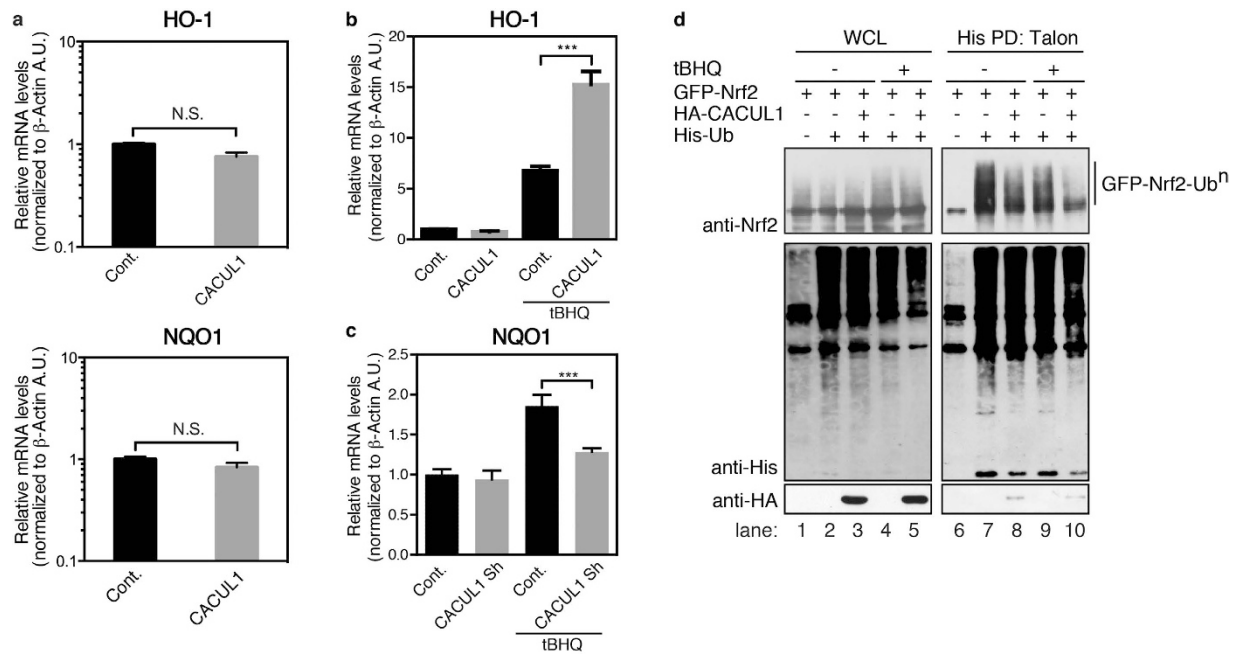 a
HO-1
Relative mRNA levels
(normalized to β-Actin A.U.)
10
1
0.1
N.S.
Cont.
CACUL1
NQO1
Relative mRNA levels
(normalized to β-Actin A.U.)
10
1
0.1
N.S.
Cont.
CACUL1
b
HO-1
Relative mRNA levels
(normalized to β-Actin A.U.)
20
15
10
5
0
***
Cont.
CACUL1
Cont.
CACUL1
tBHQ
c
NQO1
Relative mRNA levels
(normalized to β-Actin A.U.)
2.5
2.0
1.5
1.0
0.5
0.0
***
Cont.
CACUL1 Sh
Cont.
CACUL1 Sh
tBHQ
d
WCL His PD: Talon
tBHQ - + - +
GFP-Nrf2 + + + + + + + + + +
HA-CACUL1 - - + - + - - + - +
His-Ub - + + + + - + + + +
GFP-Nrf2-Ubⁿ
anti-Nrf2
anti-His
anti-HA
lane: 1 2 3 4 5 6 7 8 9 10